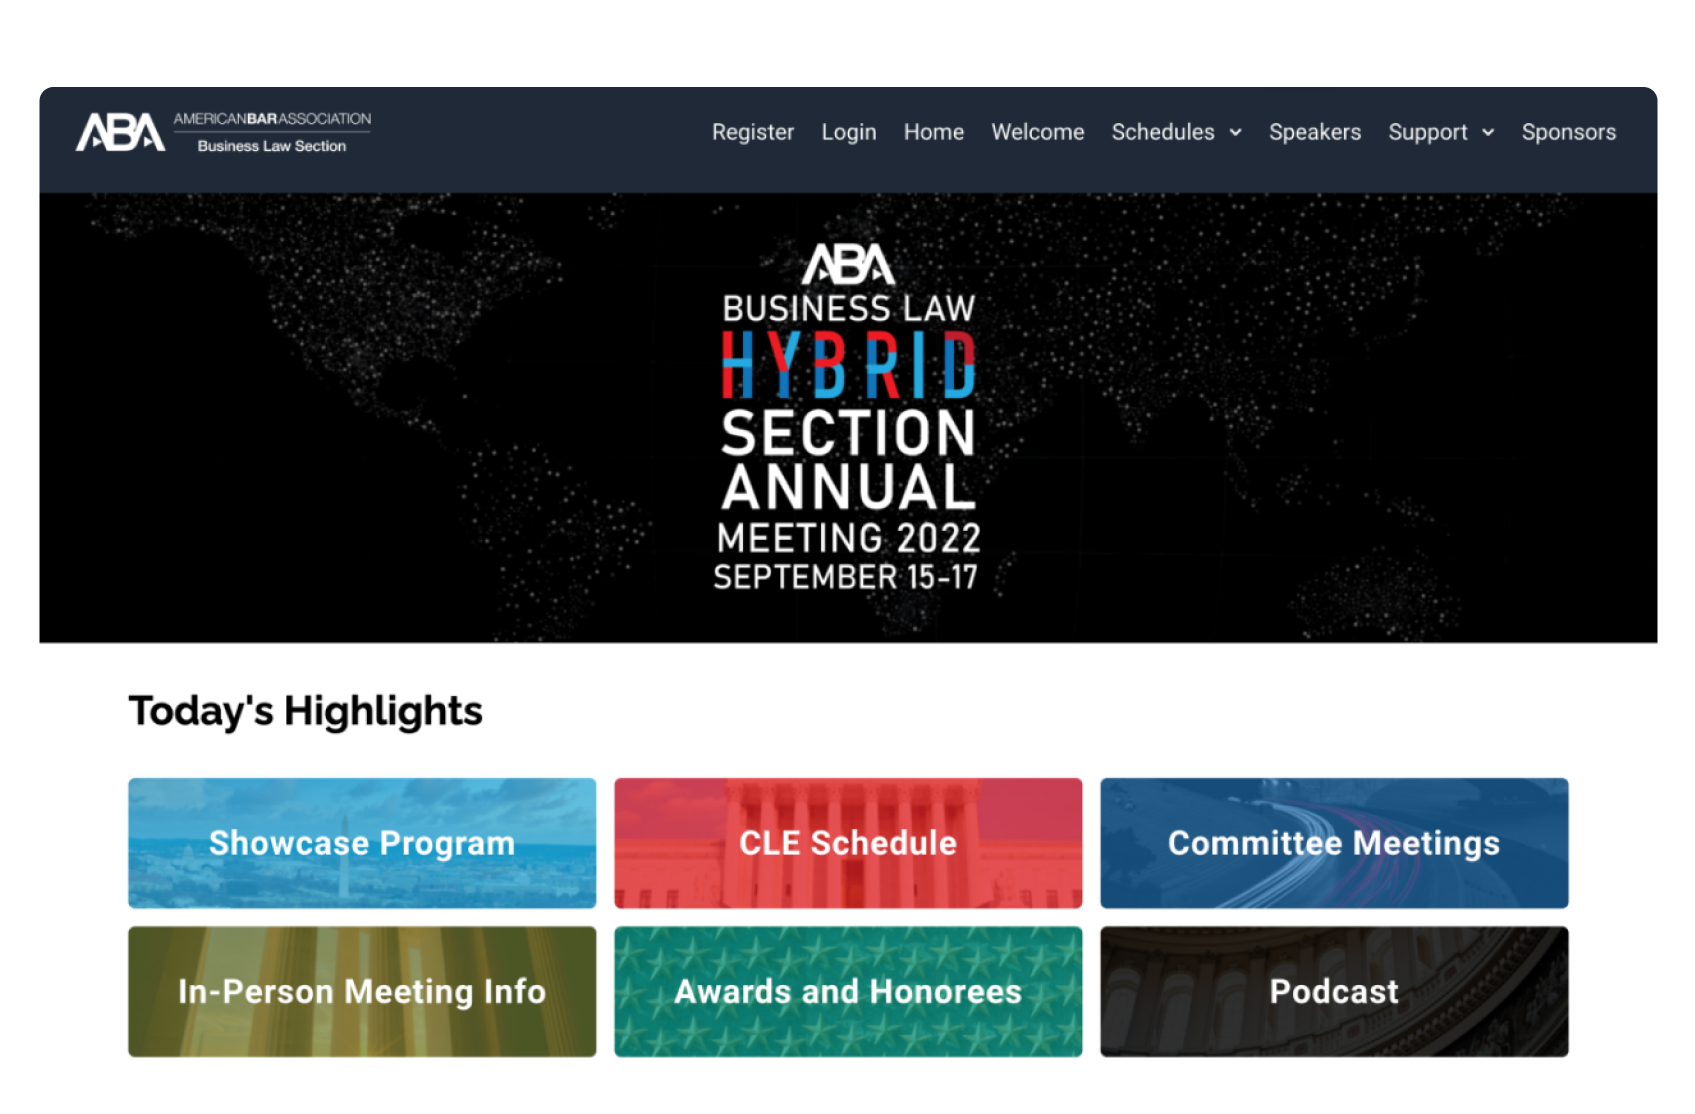 ABA AMERICANBARASSOCIATION
Business Law Section
Register Login Home Welcome Schedules Speakers Support Sponsors
ABA
BUSINESS LAW
HYBRID
SECTION
ANNUAL
MEETING 2022
SEPTEMBER 15-17
Today's Highlights
Showcase Program
CLE Schedule
Committee Meetings
In-Person Meeting Info
Awards and Honorees
Podcast